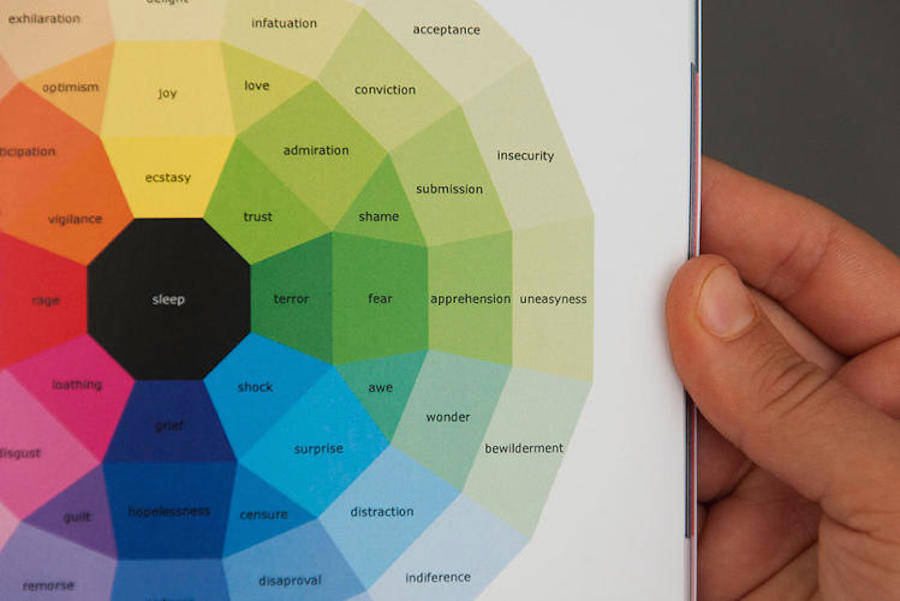 delight
exhilaration
infatuation
acceptance
optimism
joy
love
conviction
ticipation
ecstasy
admiration
insecurity
vigilance
trust
shame
submission
rage
sleep
terror
fear
apprehension
uneasyness
loathing
shock
awe
wonder
grief
surprise
bewilderment
disgust
guilt
hopelessness
censure
distraction
remorse
disaproval
indiference